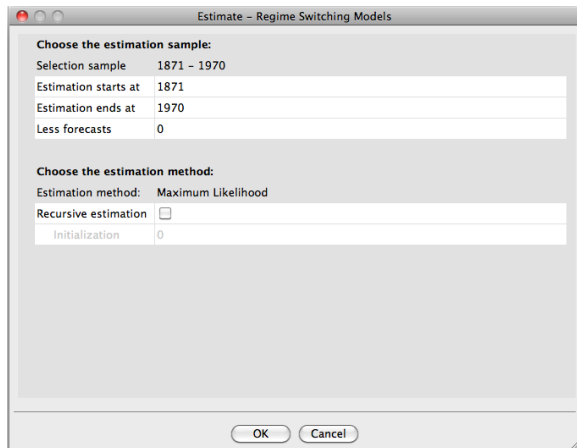 Estimate – Regime Switching Models
Choose the estimation sample:
Selection sample 1871 – 1970
Estimation starts at 1871
Estimation ends at 1970
Less forecasts 0
Choose the estimation method:
Estimation method: Maximum Likelihood
Recursive estimation
Initialization 0
OK Cancel